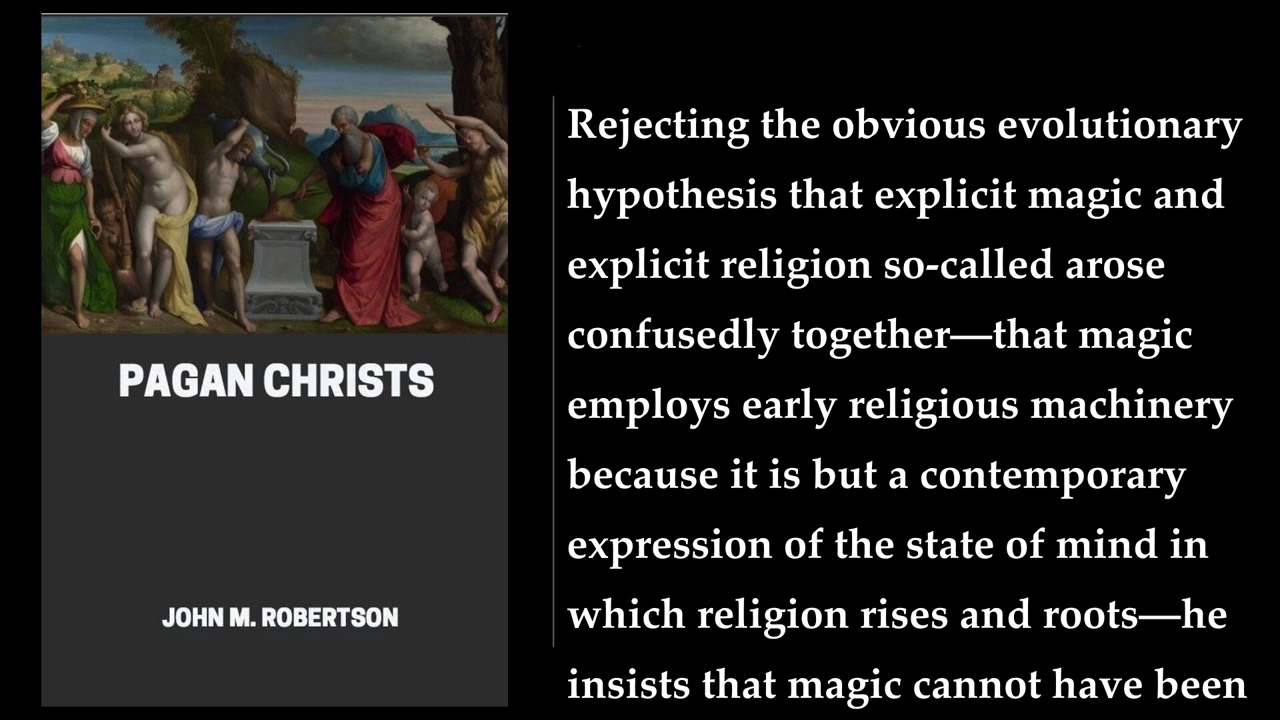 PAGAN CHRISTS
JOHN M. ROBERTSON
Rejecting the obvious evolutionary
hypothesis that explicit magic and
explicit religion so-called arose
confusedly together—that magic
employs early religious machinery
because it is but a contemporary
expression of the state of mind in
which religion rises and roots—he
insists that magic cannot have been